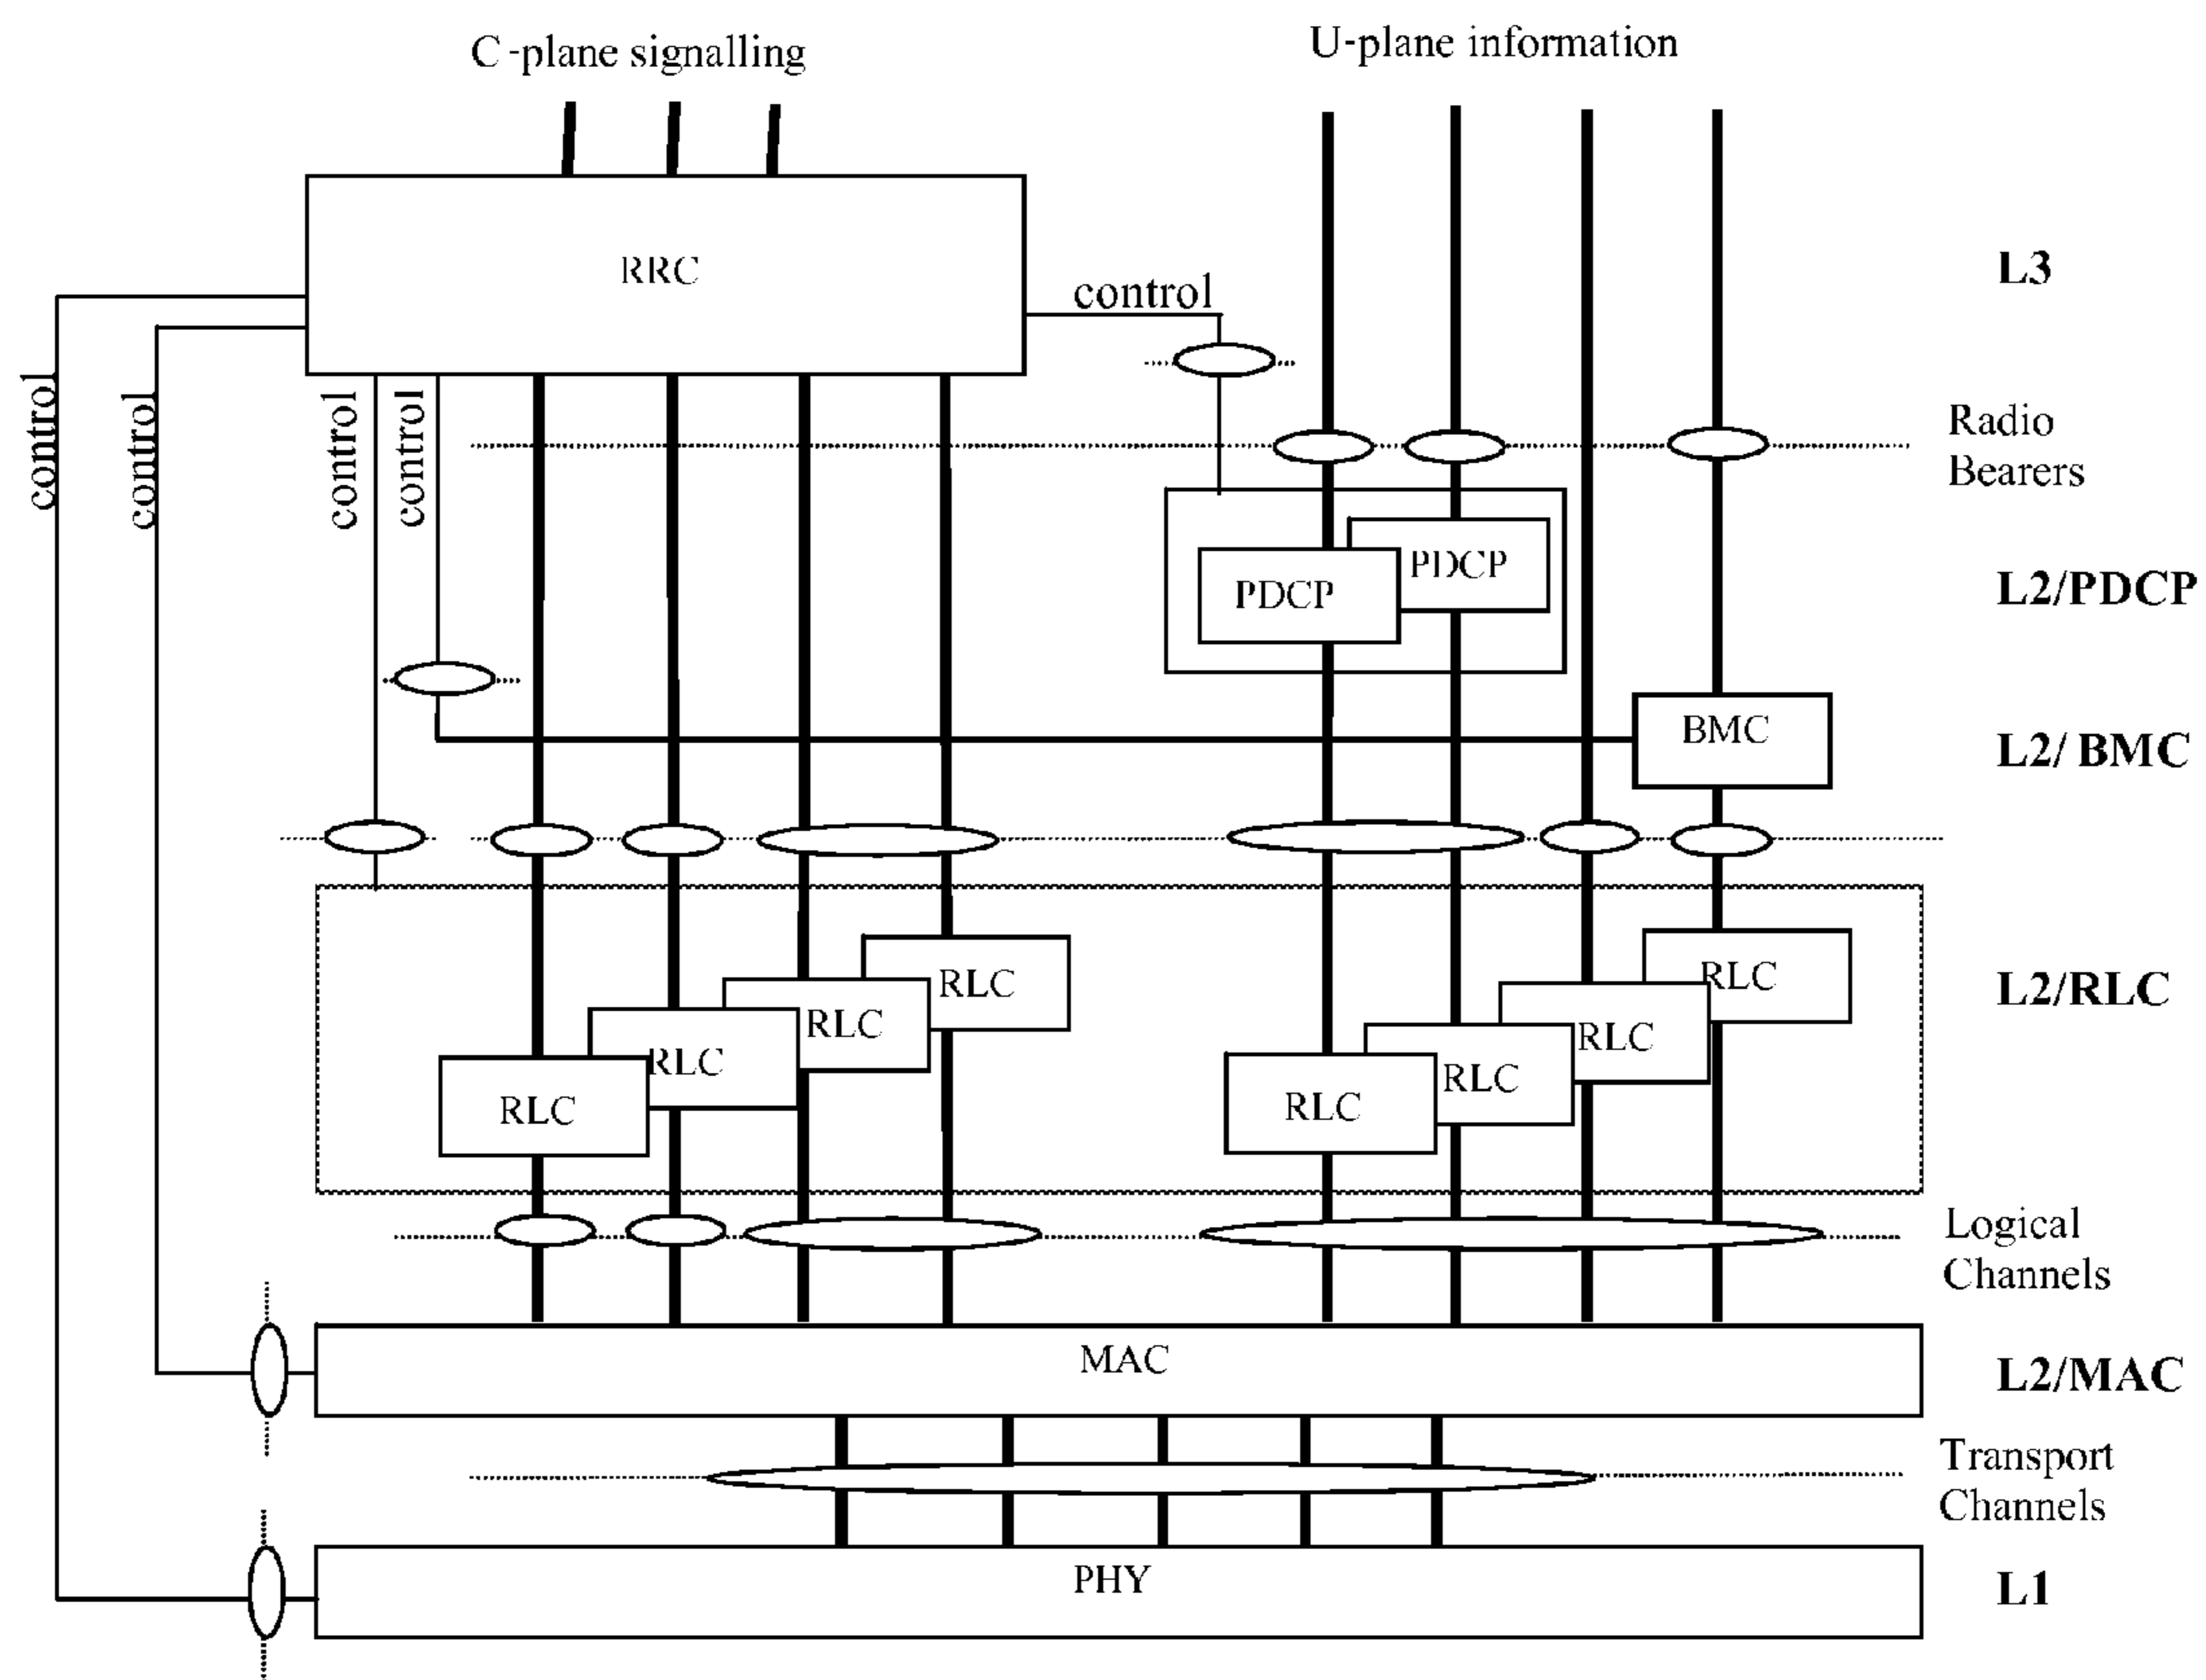 C-plane signalling
U-plane information
RRC
L3
control
control
control
control
control
Radio
Bearers
PDCP
PDCP
L2/PDCP
BMC
L2/ BMC
RLC
RLC
RLC
RLC
RLC
RLC
RLC
RLC
L2/RLC
Logical
Channels
MAC
L2/MAC
Transport
Channels
PHY
L1